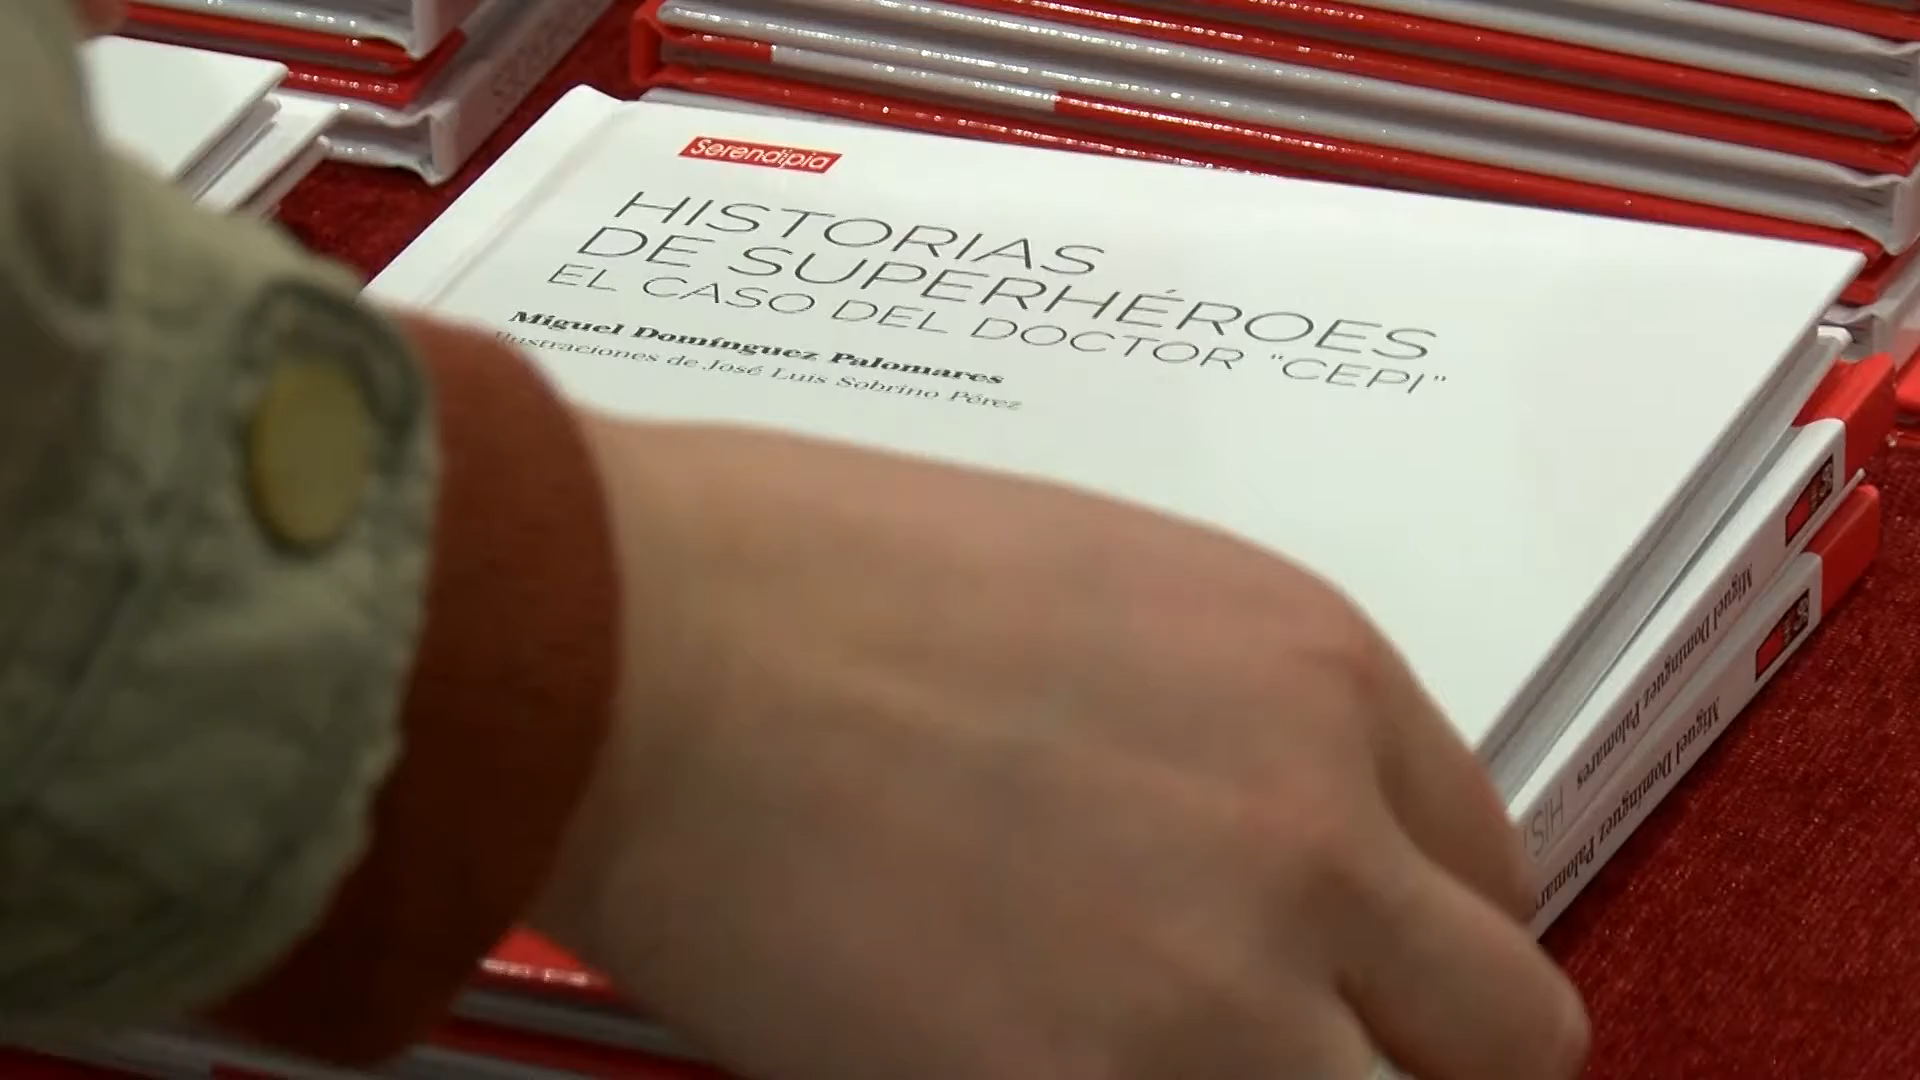 Serendipia
HISTORIAS
DE SUPERHÉROES
EL CASO DEL DOCTOR "CEPI"
Miguel Domínguez Palomares
Ilustraciones de José Luis Sobrino Pérez
Miguel Domínguez Palomares
HIS
Miguel Domínguez Palomares